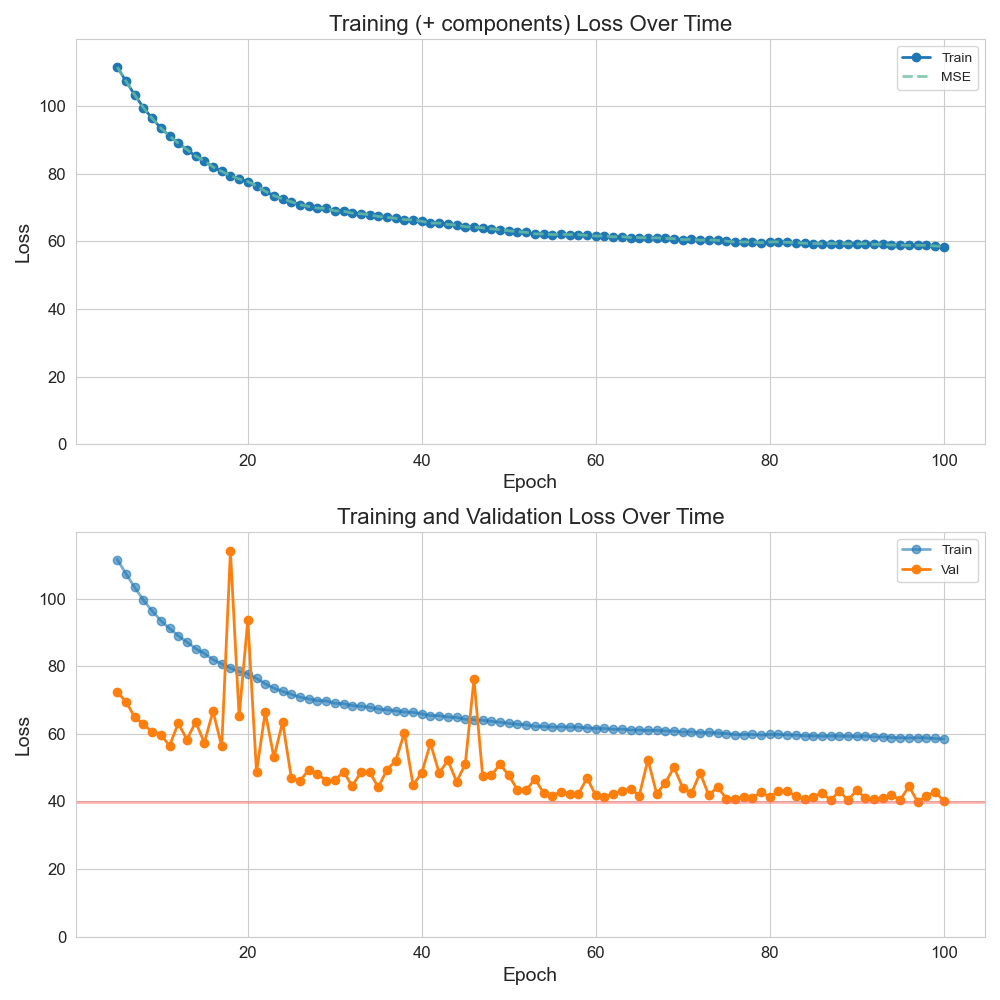 Training (+ components) Loss Over Time
Train
MSE
100
80
60
40
20
0
Loss
20 40 60 80 100
Epoch
Training and Validation Loss Over Time
Train
Val
100
80
60
40
20
0
Loss
20 40 60 80 100
Epoch